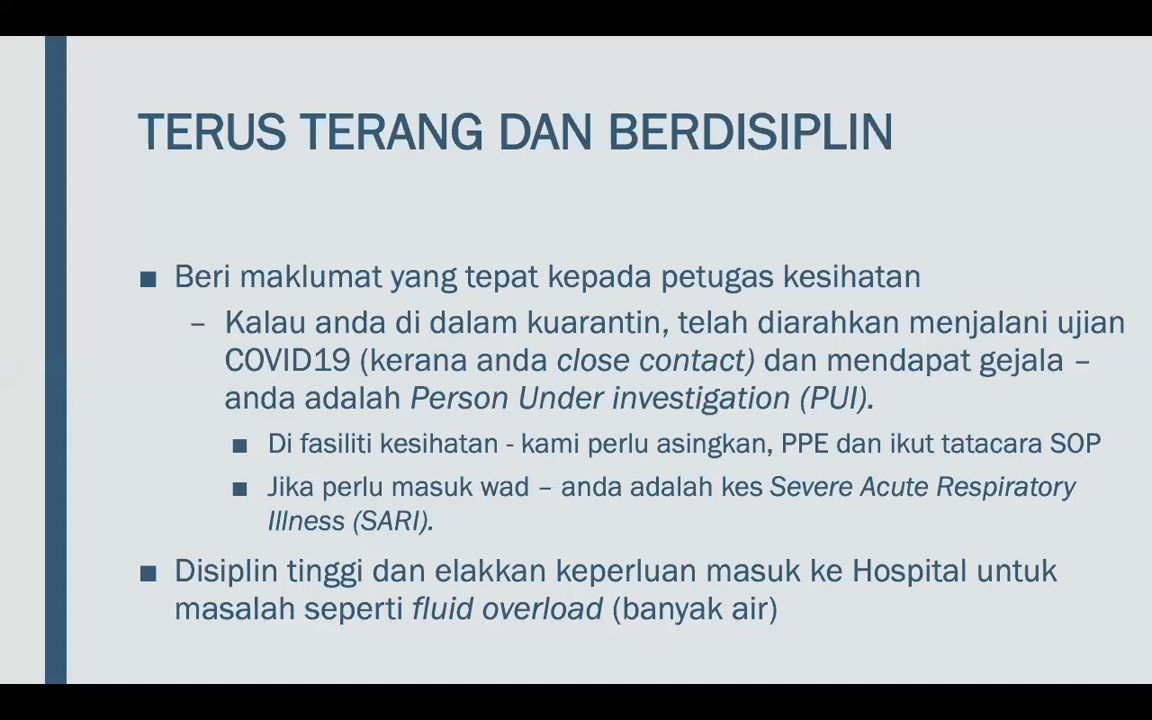 TERUS TERANG DAN BERDISIPLIN
■ Beri maklumat yang tepat kepada petugas kesihatan
– Kalau anda di dalam kuarantin, telah diarahkan menjalani ujian
COVID19 (kerana anda close contact) dan mendapat gejala –
anda adalah Person Under investigation (PUI).
■ Di fasiliti kesihatan - kami perlu asingkan, PPE dan ikut tatacara SOP
■ Jika perlu masuk wad – anda adalah kes Severe Acute Respiratory
Illness (SARI).
■ Disiplin tinggi dan elakkan keperluan masuk ke Hospital untuk
masalah seperti fluid overload (banyak air)